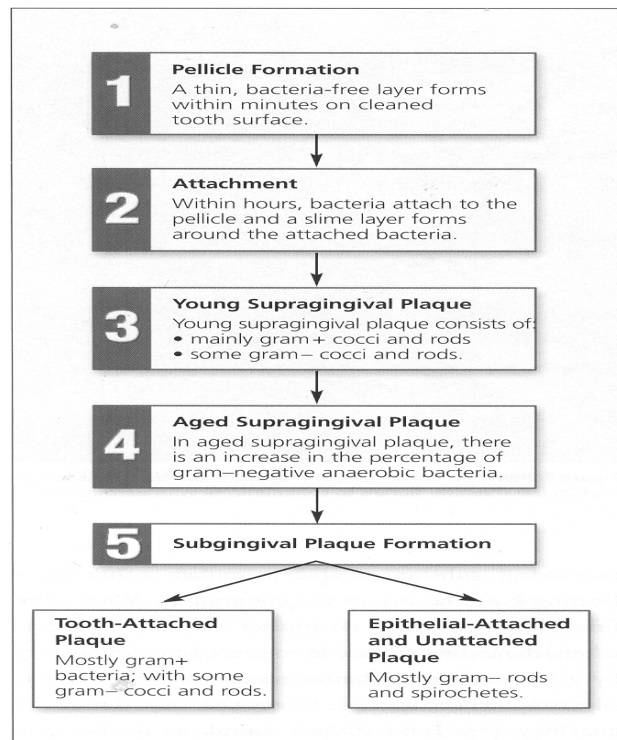 1
Pellicle Formation
A thin, bacteria-free layer forms
within minutes on cleaned
tooth surface.
2
Attachment
Within hours, bacteria attach to the
pellicle and a slime layer forms
around the attached bacteria.
3
Young Supragingival Plaque
Young supragingival plaque consists of:
• mainly gram+ cocci and rods
• some gram– cocci and rods.
4
Aged Supragingival Plaque
In aged supragingival plaque, there
is an increase in the percentage of
gram–negative anaerobic bacteria.
5
Subgingival Plaque Formation
Tooth-Attached
Plaque
Mostly gram+
bacteria; with some
gram– cocci and rods.
Epithelial-Attached
and Unattached
Plaque
Mostly gram– rods
and spirochetes.